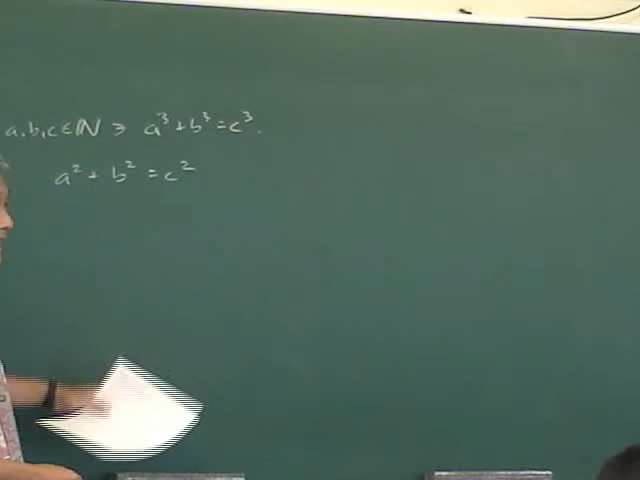 a,b,c ∈ ℕ ∋ a³ + b³ = c³.
a² + b² = c²